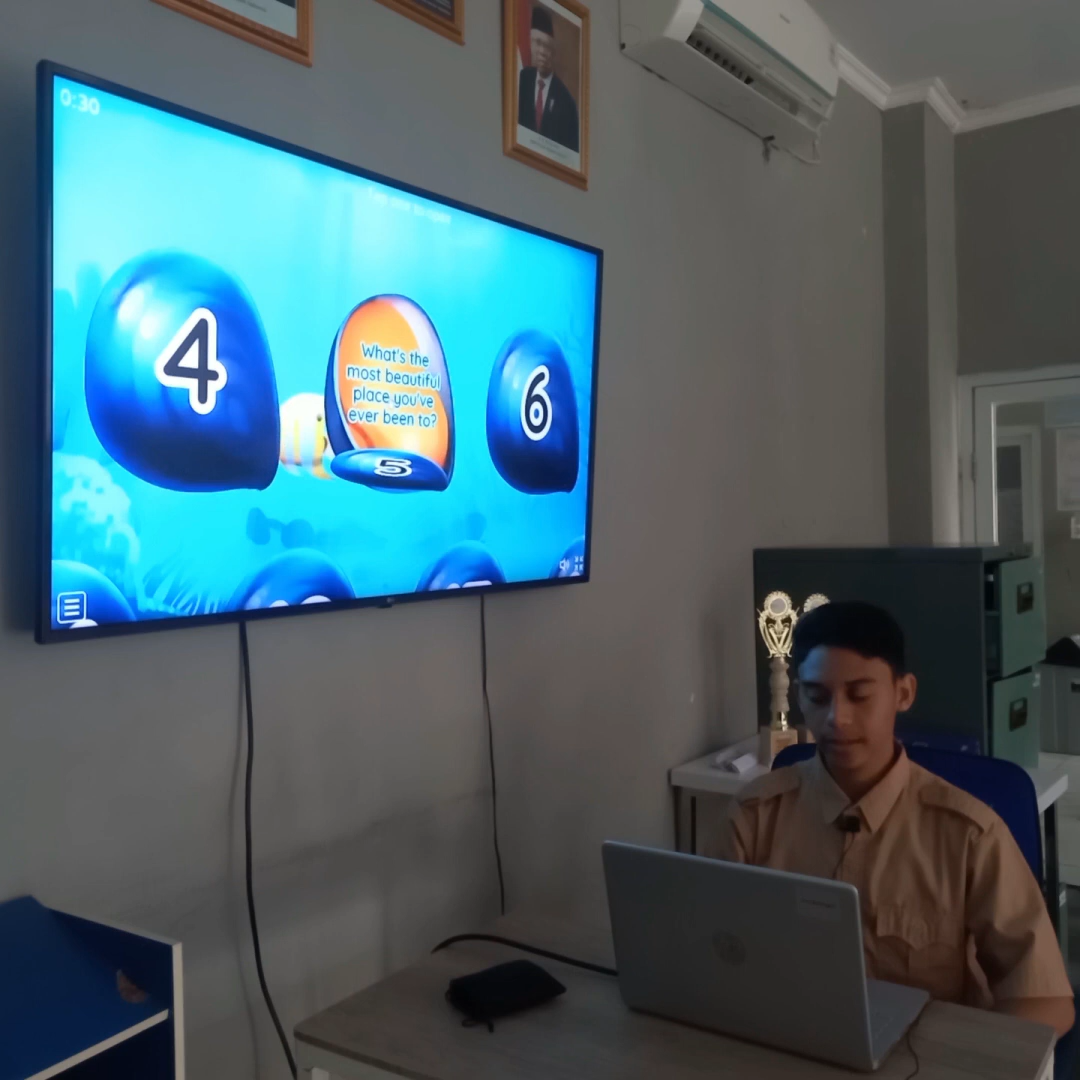 0:30
4
What's the
most beautiful
place you've
ever been to?
5
6